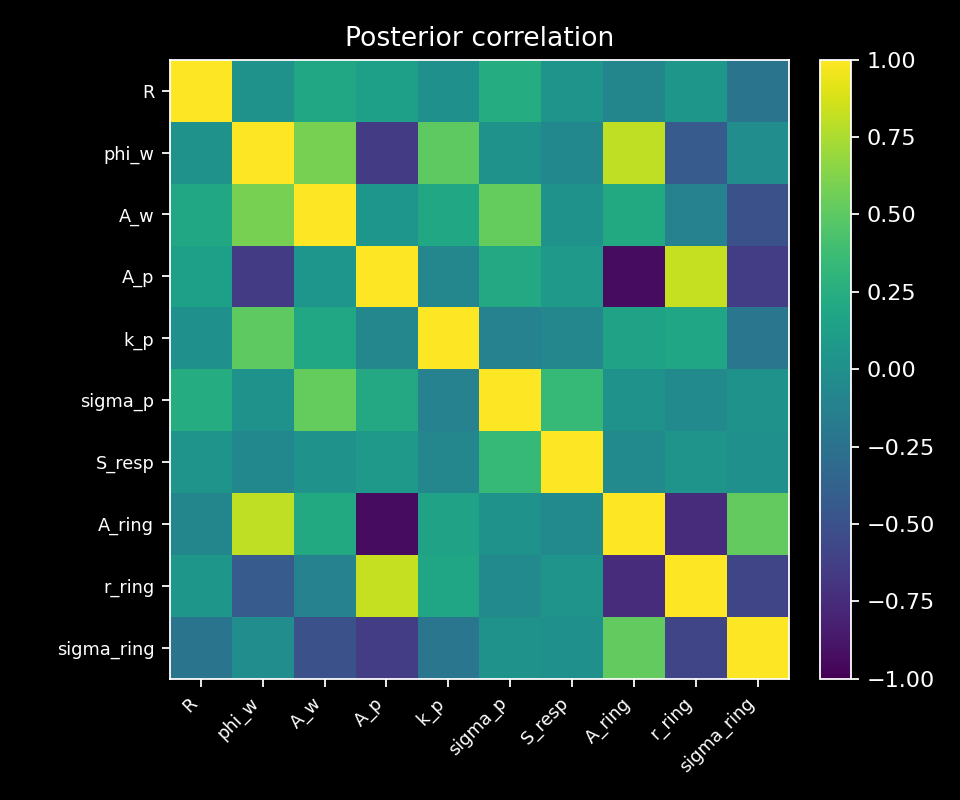 Posterior correlation
R
phi_w
A_w
A_p
k_p
sigma_p
S_resp
A_ring
r_ring
sigma_ring
R
phi_w
A_w
A_p
k_p
sigma_p
S_resp
A_ring
r_ring
sigma_ring
1.00
0.75
0.50
0.25
0.00
−0.25
−0.50
−0.75
−1.00